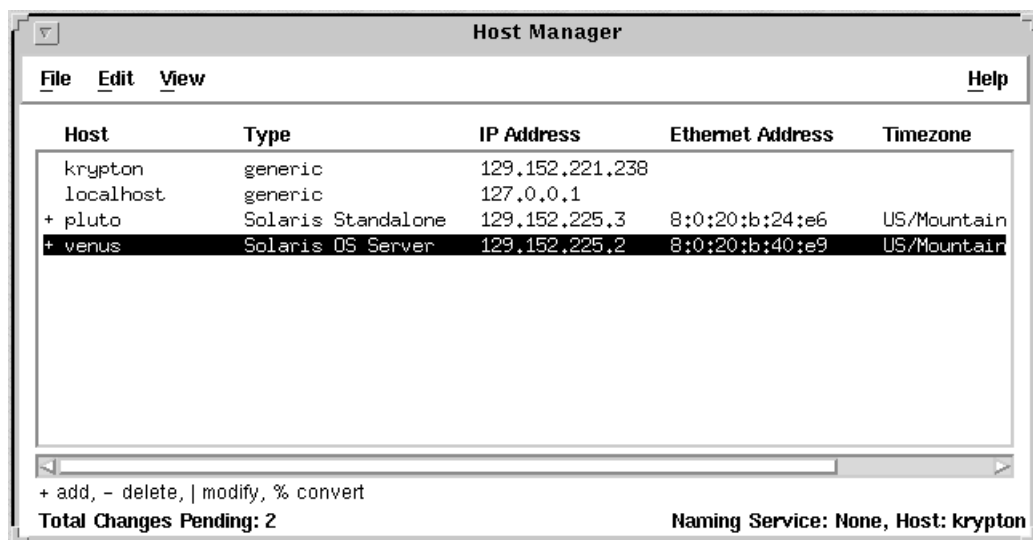 Host Manager
File Edit View Help
Host Type IP Address Ethernet Address Timezone
krypton generic 129.152.221.238
localhost generic 127.0.0.1
+ pluto Solaris Standalone 129.152.225.3 8:0:20:b:24:e6 US/Mountain
+ venus Solaris OS Server 129.152.225.2 8:0:20:b:40:e9 US/Mountain
+ add, – delete, | modify, % convert
Total Changes Pending: 2 Naming Service: None, Host: krypton